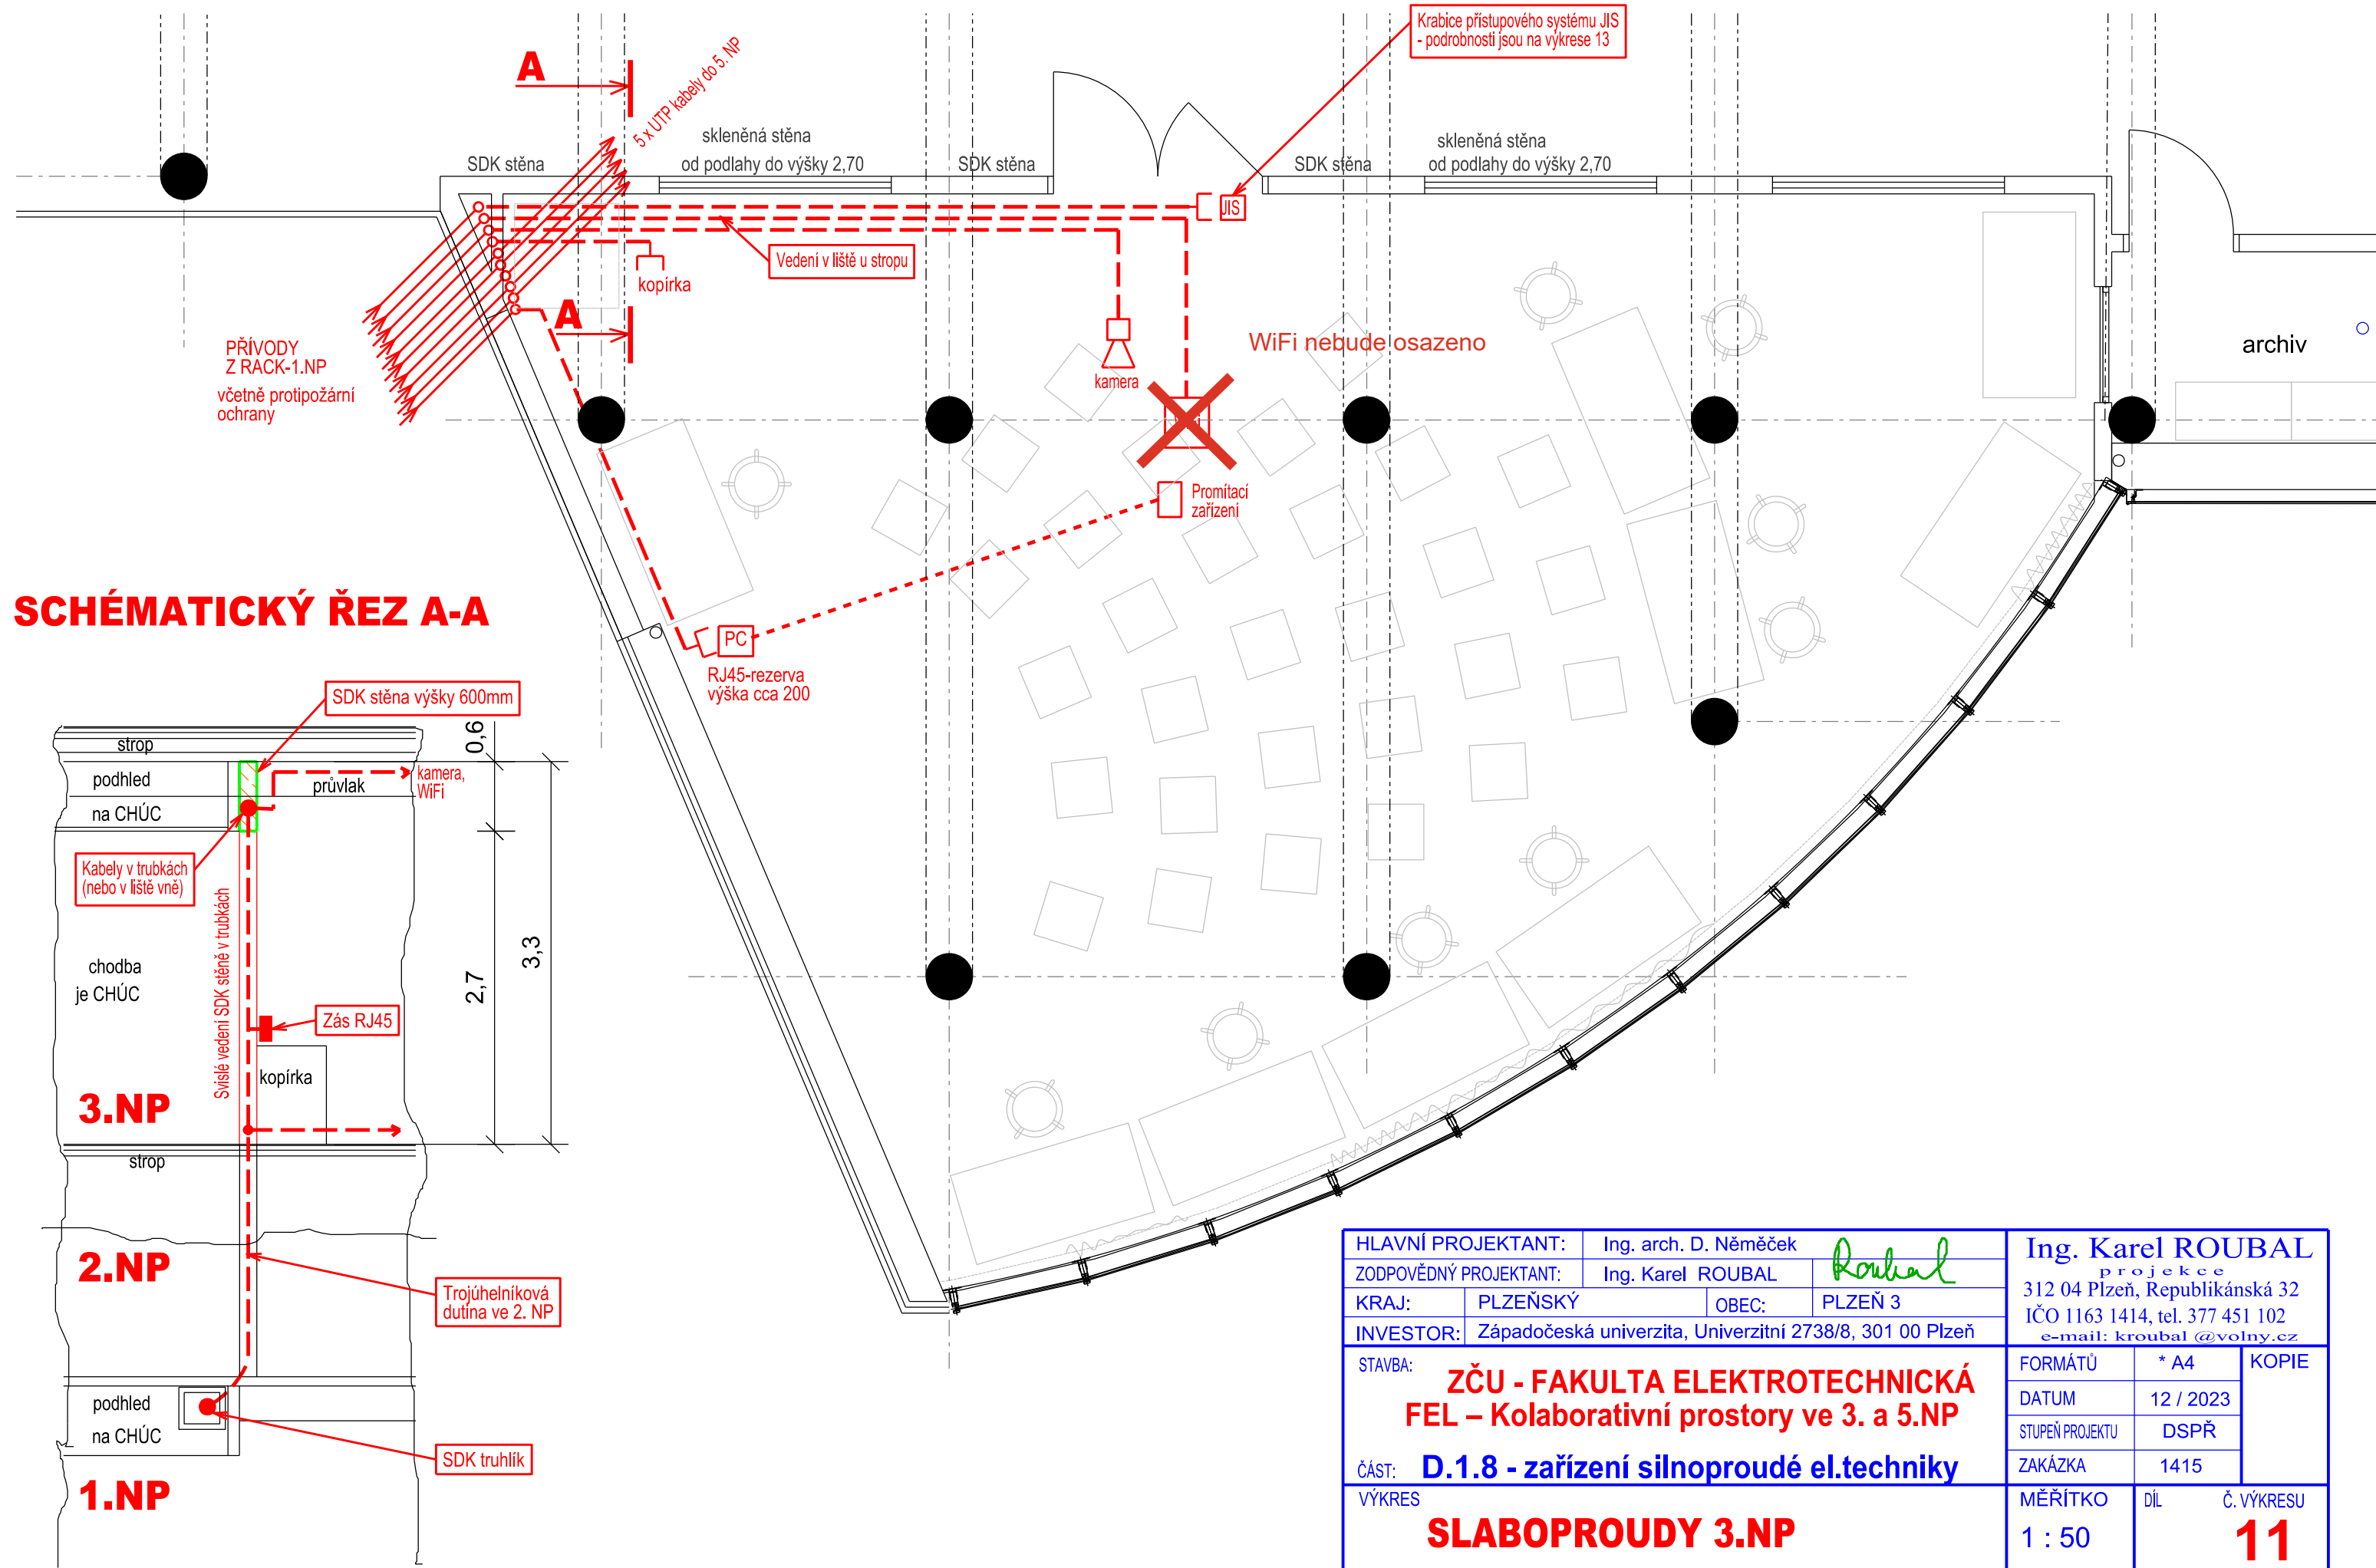 Krabice přístupového systému JIS
- podrobnosti jsou na výkrese 13
A
5 x UTP kabely do 5. NP
skleněná stěna
od podlahy do výšky 2,70
SDK stěna
SDK stěna
SDK stěna
skleněná stěna
od podlahy do výšky 2,70
JIS
Vedení v liště u stropu
kopírka
A
PŘÍVODY
Z RACK-1.NP
včetně protipožární
ochrany
kamera
WiFi nebude osazeno
archiv
Promítací
zařízení
PC
RJ45-rezerva
výška cca 200
SCHÉMATICKÝ ŘEZ A-A
SDK stěna výšky 600mm
strop
podhled
na CHÚC
průvlak
kamera,
WiFi
0,6
Kabely v trubkách
(nebo v liště vně)
Svislé vedení SDK stěně v trubkách
chodba
je CHÚC
2,7
3,3
Zás RJ45
kopírka
3.NP
strop
2.NP
Trojúhelníková
dutina ve 2. NP
podhled
na CHÚC
SDK truhlík
1.NP
HLAVNÍ PROJEKTANT: Ing. arch. D. Němeček
ZODPOVĚDNÝ PROJEKTANT: Ing. Karel ROUBAL Roubal
KRAJ: PLZEŇSKÝ OBEC: PLZEŇ 3
INVESTOR: Západočeská univerzita, Univerzitní 2738/8, 301 00 Plzeň
Ing. Karel ROUBAL
projekce
312 04 Plzeň, Republikánská 32
IČO 1163 1414, tel. 377 451 102
e-mail: kroubal @volny.cz
STAVBA:
ZČU - FAKULTA ELEKTROTECHNICKÁ
FEL – Kolaborativní prostory ve 3. a 5.NP
ČÁST: D.1.8 - zařízení silnoproudé el.techniky
FORMÁTŮ * A4 KOPIE
DATUM 12 / 2023
STUPEŇ PROJEKTU DSPŘ
ZAKÁZKA 1415
VÝKRES
SLABOPROUDY 3.NP
MĚŘÍTKO DÍL Č. VÝKRESU
1 : 50 11